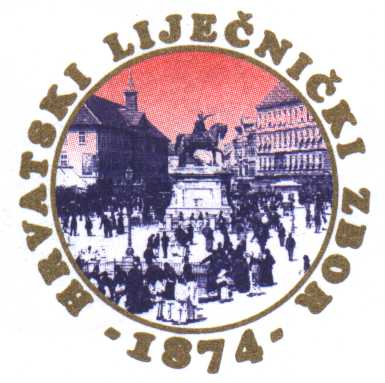 HRVATSKI LIJEČNIČKI ZBOR
- 1874 -